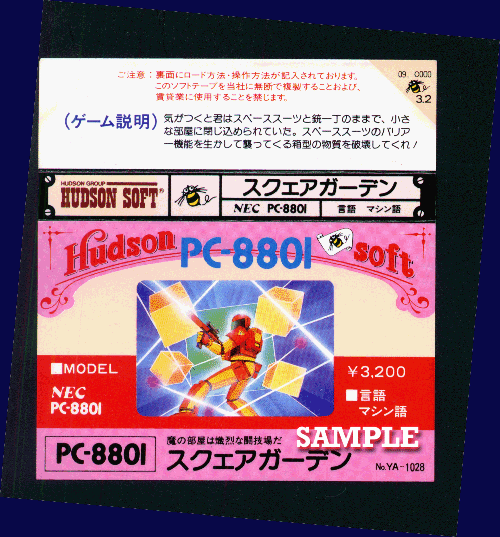 ご注意：裏面にロード方法・操作方法が記入されております。
このソフトテープを当社に無断で複製することおよび、
賃貸業に使用することを禁じます。
09. 0000
3.2
(ゲーム説明)
気がつくと君はスペーススーツと銃一丁のままで、小さ
な部屋に閉じ込められていた。スペーススーツのバリア
ー機能を生かして襲ってくる箱型の物質を破壊してくれ!
HUDSON GROUP
HUDSON SOFT®
スクエアガーデン
NEC PC-8801
言語 マシン語
Hudson soft
PC-8801
■MODEL
NEC
PC-8801
¥3,200
■言語
マシン語
SAMPLE
PC-8801
魔の部屋は熾烈な闘技場だ
スクエアガーデン
No.YA-1028